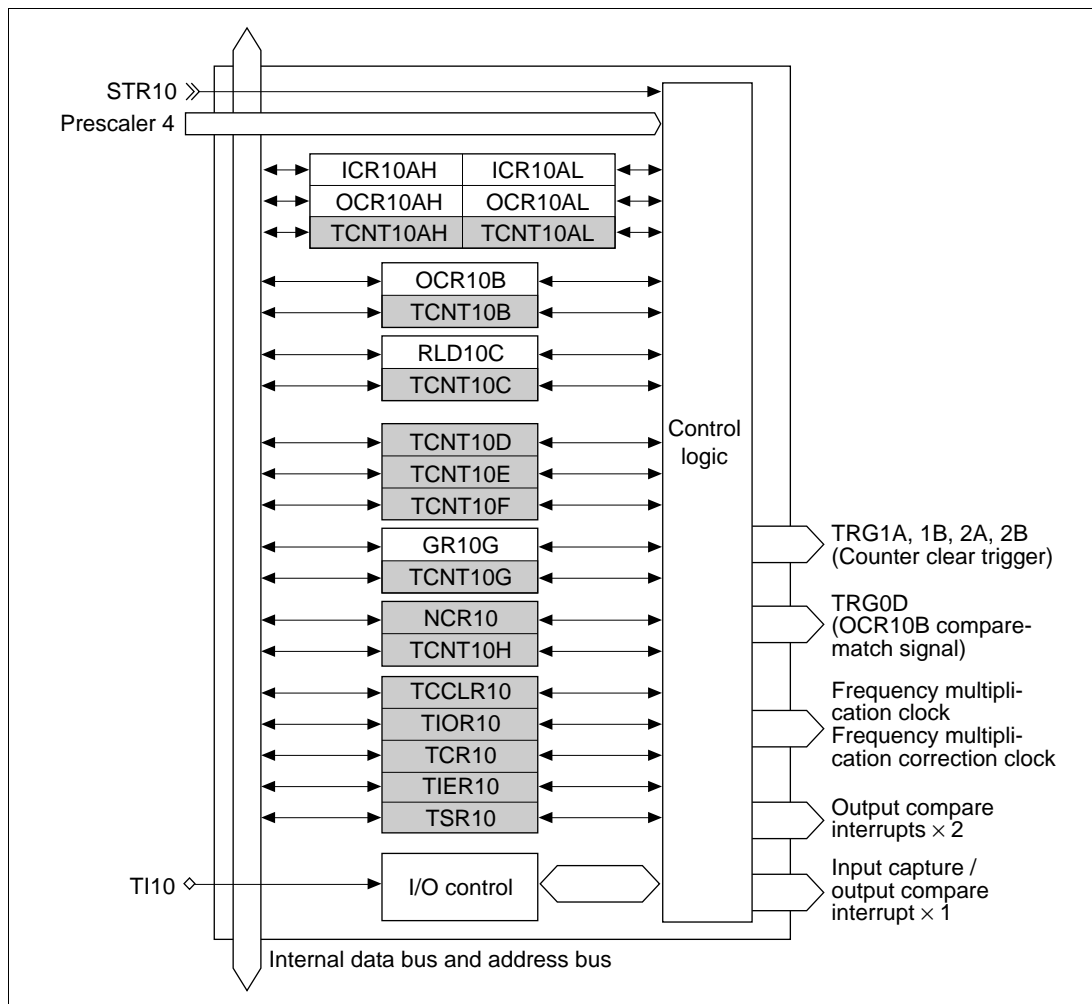 STR10
Prescaler 4
ICR10AH ICR10AL
OCR10AH OCR10AL
TCNT10AH TCNT10AL
OCR10B
TCNT10B
RLD10C
TCNT10C
TCNT10D
TCNT10E
TCNT10F
GR10G
TCNT10G
NCR10
TCNT10H
TCCLR10
TIOR10
TCR10
TIER10
TSR10
TI10
I/O control
Control
logic
TRG1A, 1B, 2A, 2B
(Counter clear trigger)
TRG0D
(OCR10B compare-
match signal)
Frequency multipli-
cation clock
Frequency multipli-
cation correction clock
Output compare
interrupts × 2
Input capture /
output compare
interrupt × 1
Internal data bus and address bus